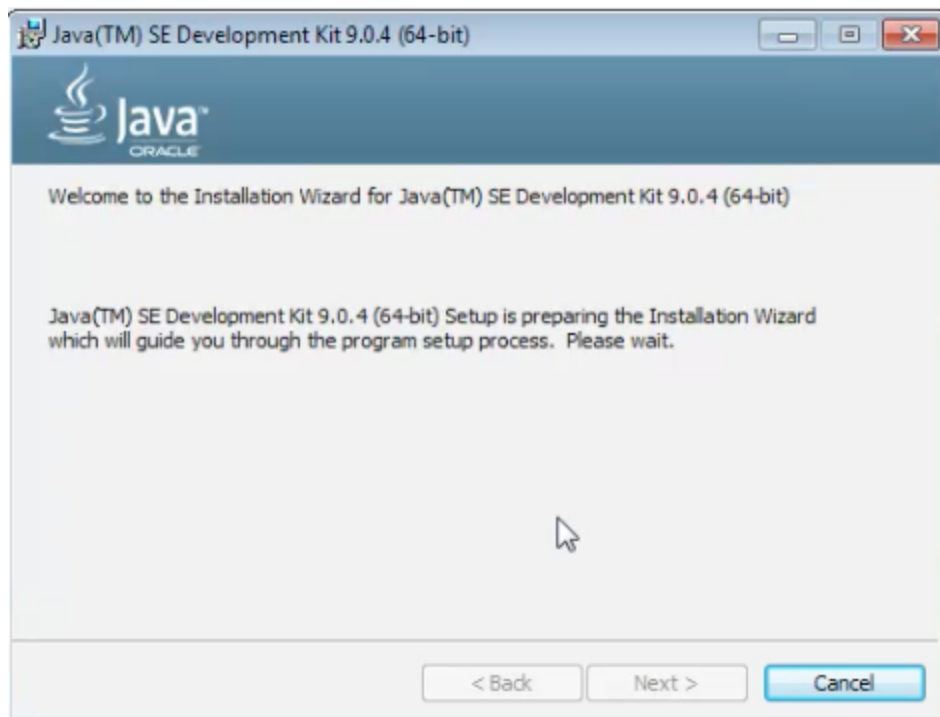 Java(TM) SE Development Kit 9.0.4 (64-bit)
Java™
ORACLE
Welcome to the Installation Wizard for Java(TM) SE Development Kit 9.0.4 (64-bit)
Java(TM) SE Development Kit 9.0.4 (64-bit) Setup is preparing the Installation Wizard
which will guide you through the program setup process.  Please wait.
< Back
Next >
Cancel